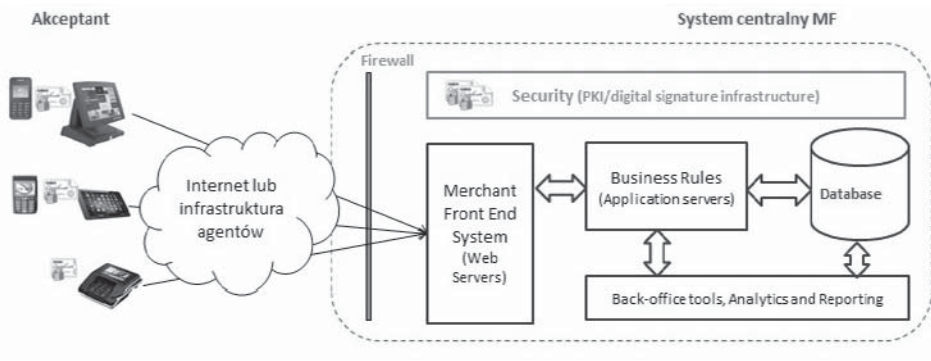 Akceptant
System centralny MF
Firewall
Security (PKI/digital signature infrastructure)
Internet lub
infrastruktura
agentów
Merchant
Front End
System
(Web
Servers)
Business Rules
(Application servers)
Database
Back-office tools, Analytics and Reporting